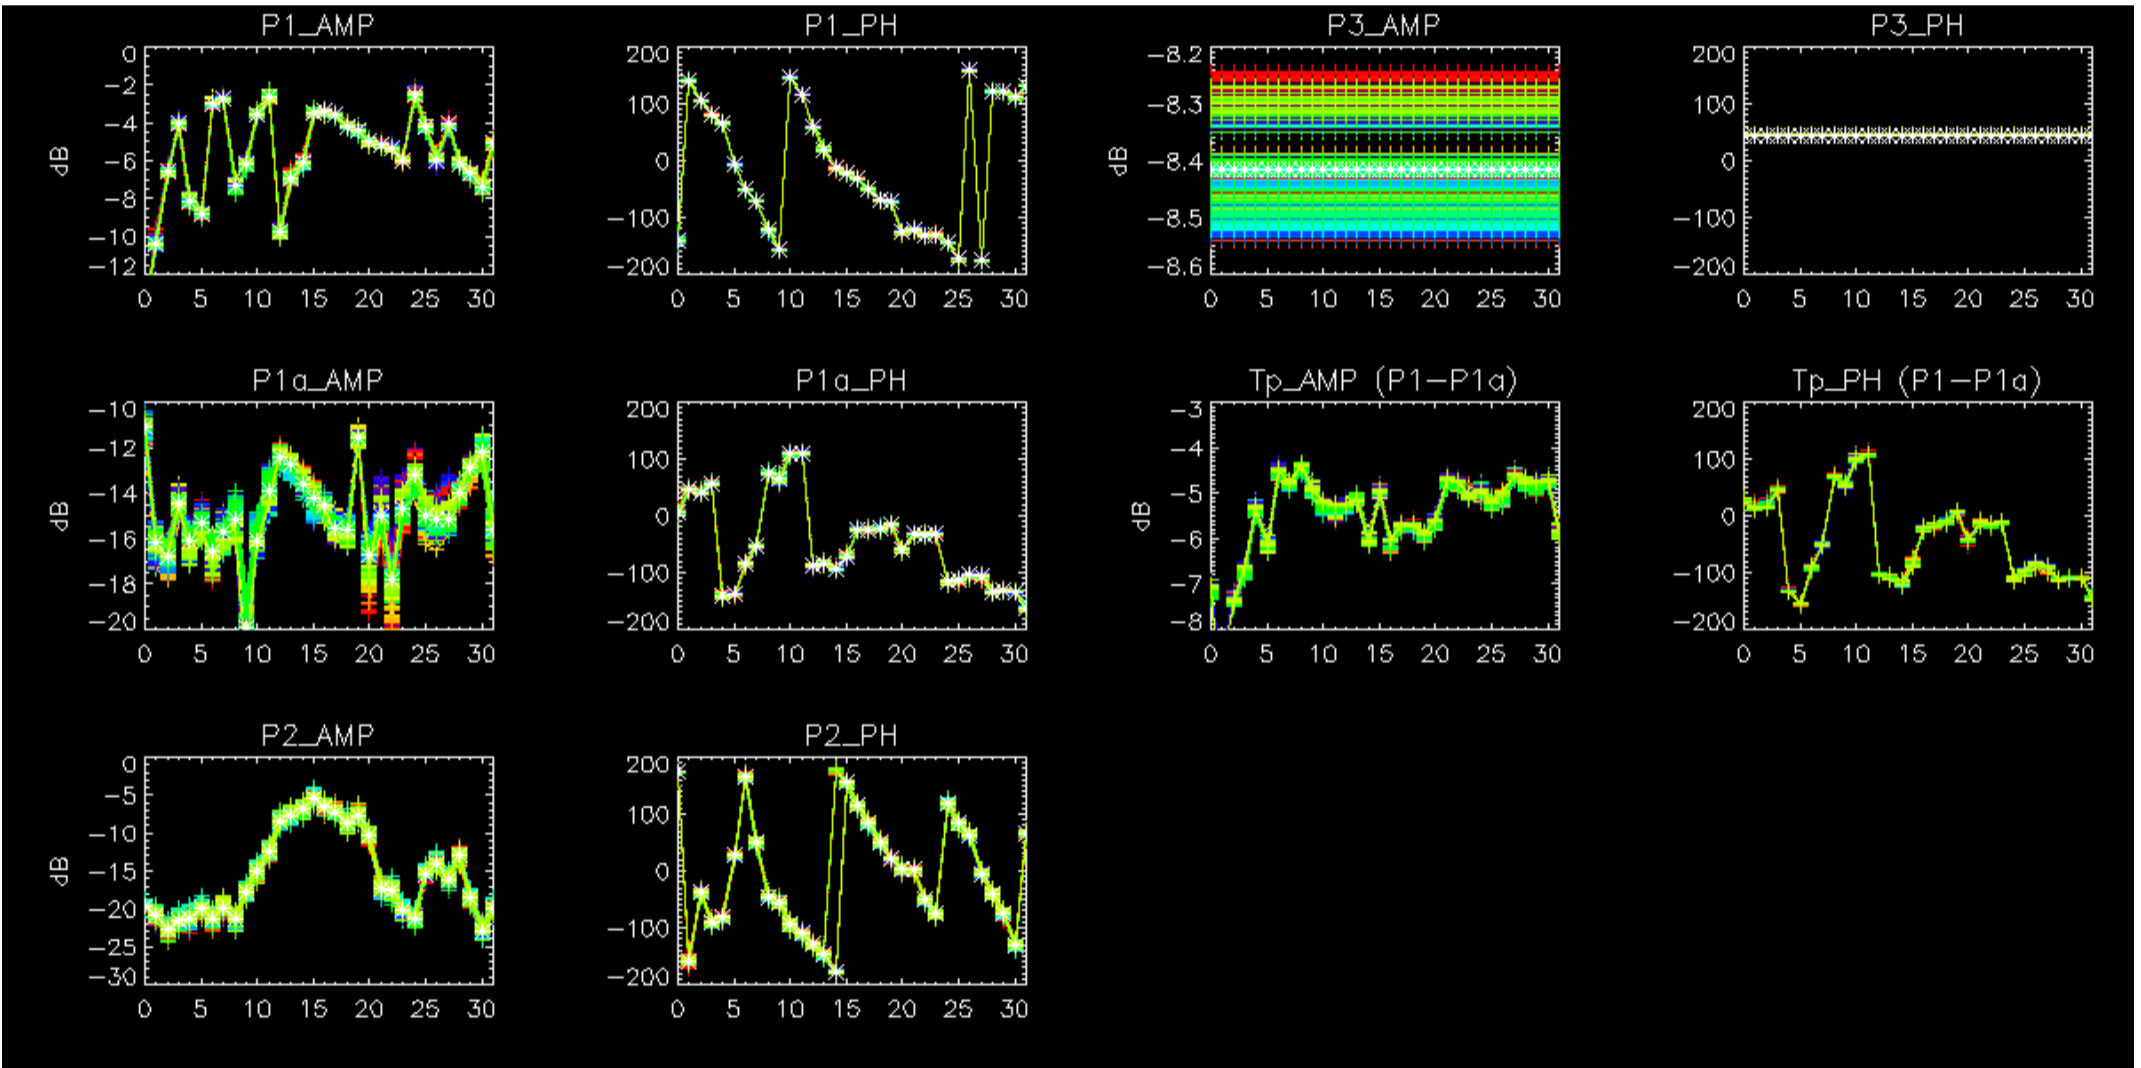 P1_AMP
P1_PH
P3_AMP
P3_PH
0
-2
-4
-6
-8
-10
-12
dB
0 5 10 15 20 25 30
200
100
0
-100
-200
0 5 10 15 20 25 30
-8.2
-8.3
-8.4
-8.5
-8.6
dB
0 5 10 15 20 25 30
200
100
0
-100
-200
0 5 10 15 20 25 30
P1a_AMP
P1a_PH
Tp_AMP (P1-P1a)
Tp_PH (P1-P1a)
-10
-12
-14
-16
-18
-20
dB
0 5 10 15 20 25 30
200
100
0
-100
-200
0 5 10 15 20 25 30
-3
-4
-5
-6
-7
-8
dB
0 5 10 15 20 25 30
200
100
0
-100
-200
0 5 10 15 20 25 30
P2_AMP
P2_PH
0
-5
-10
-15
-20
-25
-30
dB
0 5 10 15 20 25 30
200
100
0
-100
-200
0 5 10 15 20 25 30